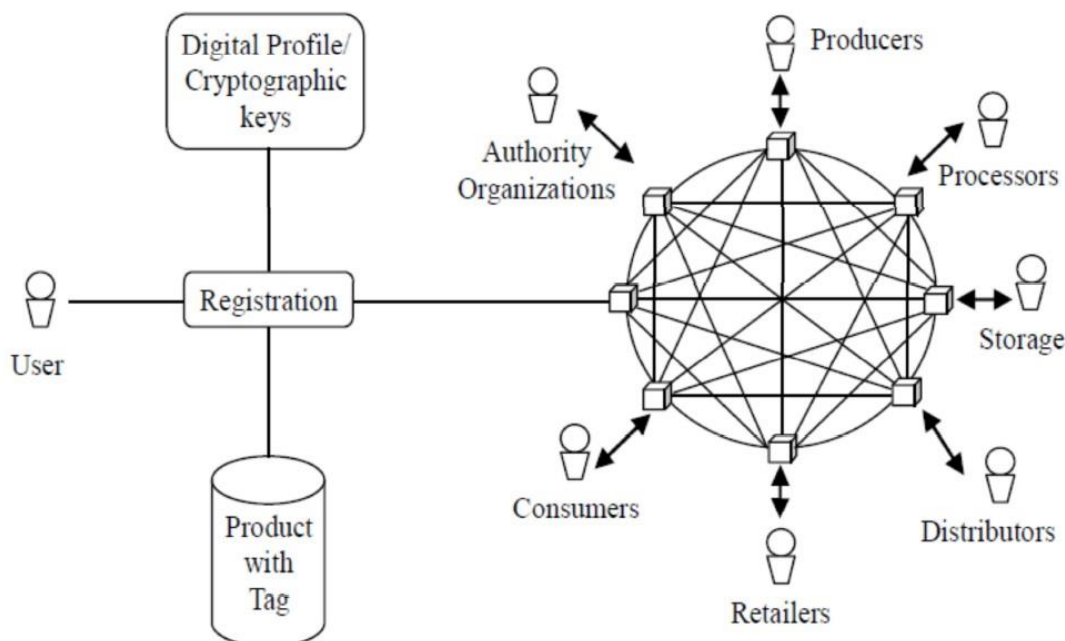 Digital Profile/
Cryptographic
keys
Producers
Authority
Organizations
Processors
User
Registration
Storage
Product
with
Tag
Consumers
Distributors
Retailers